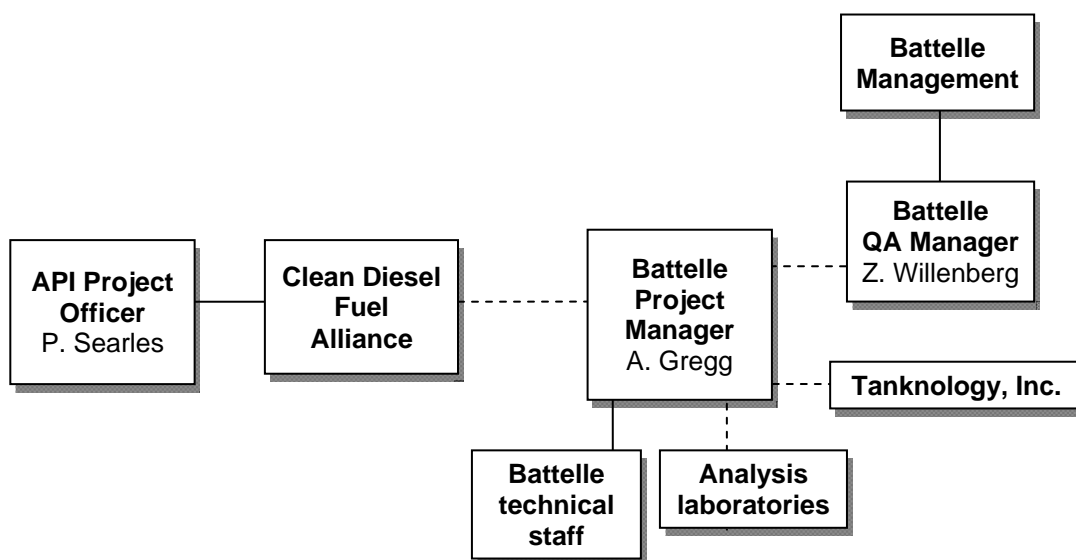 Battelle
Management
Battelle
QA Manager
Z. Willenberg
API Project
Officer
P. Searles
Clean Diesel
Fuel
Alliance
Battelle
Project
Manager
A. Gregg
Tanknology, Inc.
Battelle
technical
staff
Analysis
laboratories